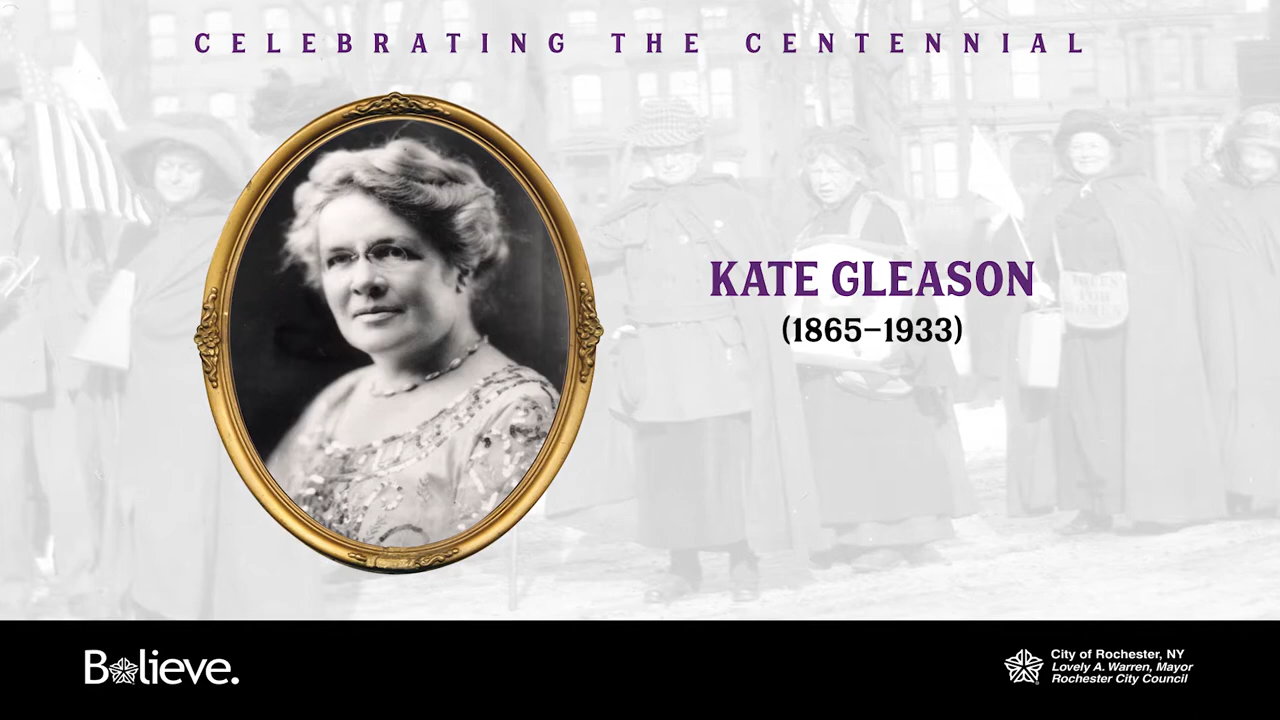 CELEBRATING THE CENTENNIAL
KATE GLEASON
(1865–1933)
Believe.
City of Rochester, NY
Lovely A. Warren, Mayor
Rochester City Council